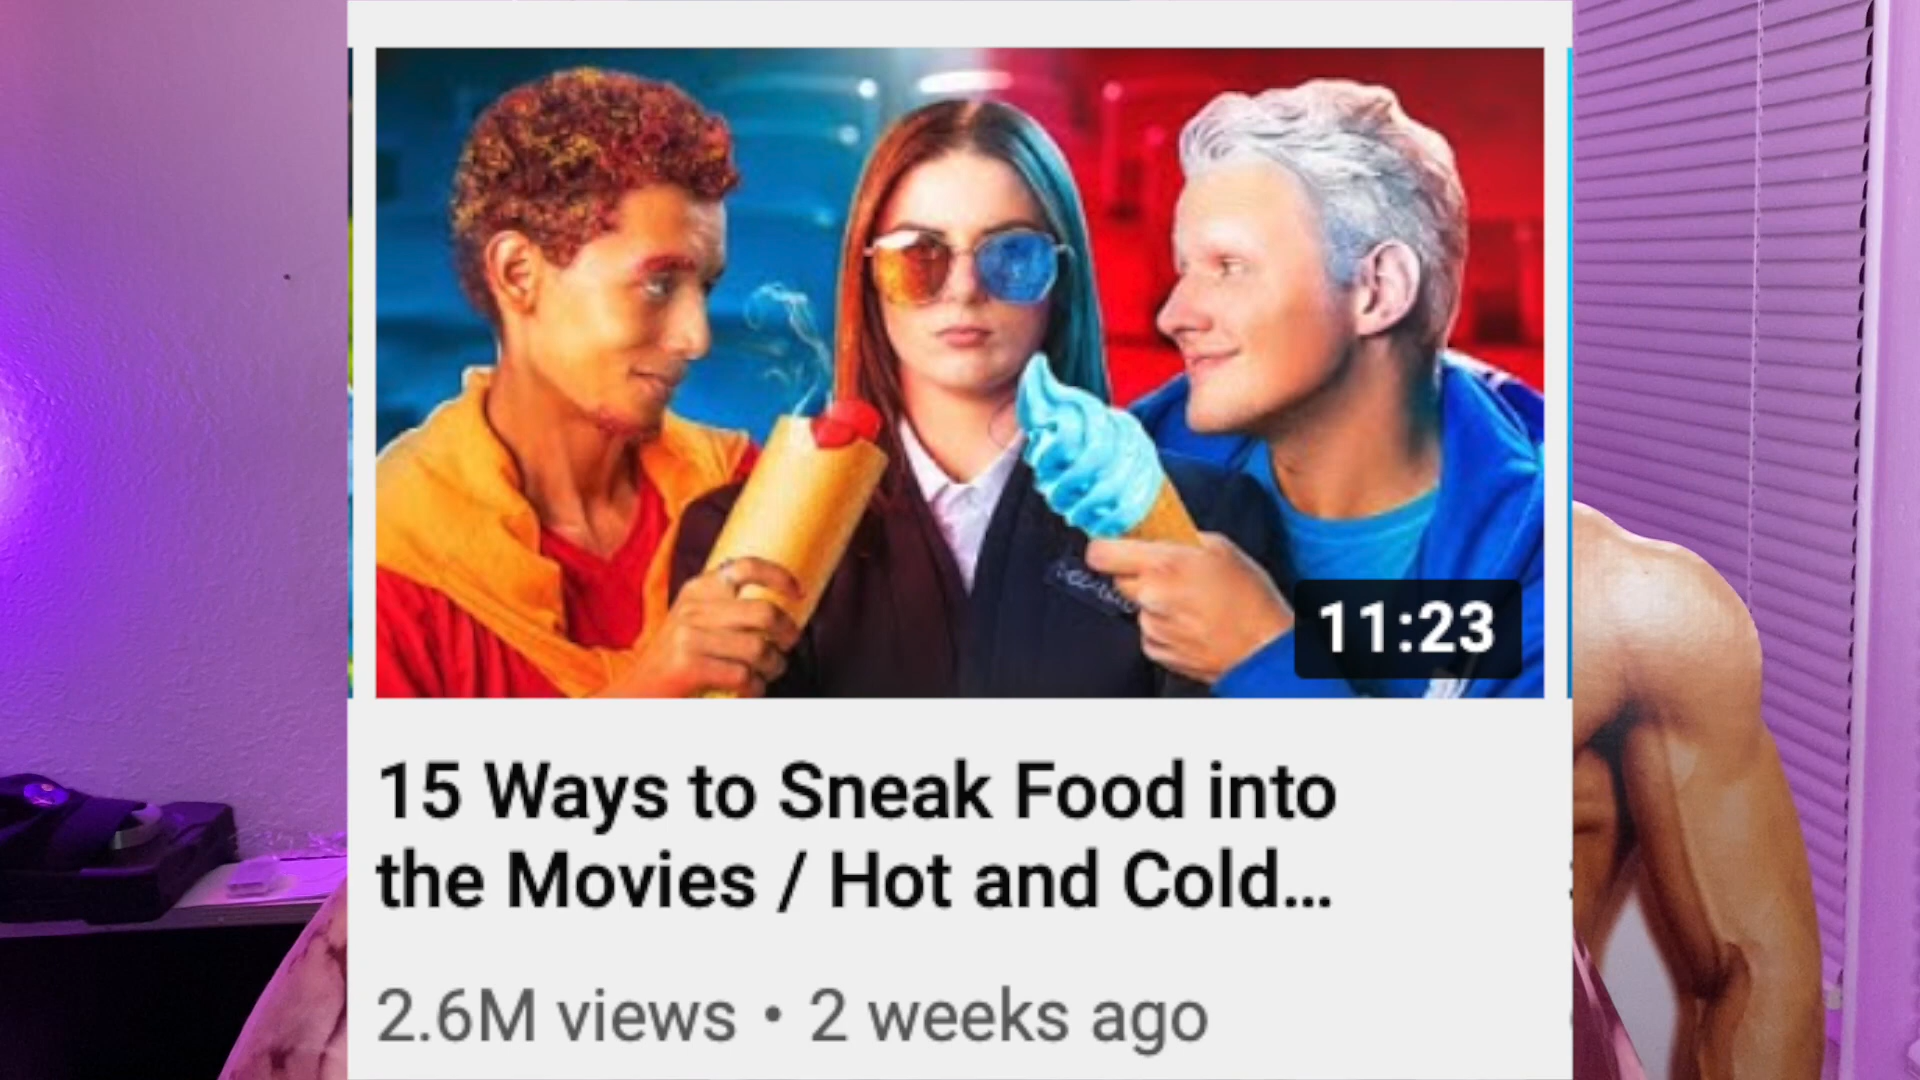 11:23
15 Ways to Sneak Food into
the Movies / Hot and Cold...
2.6M views • 2 weeks ago